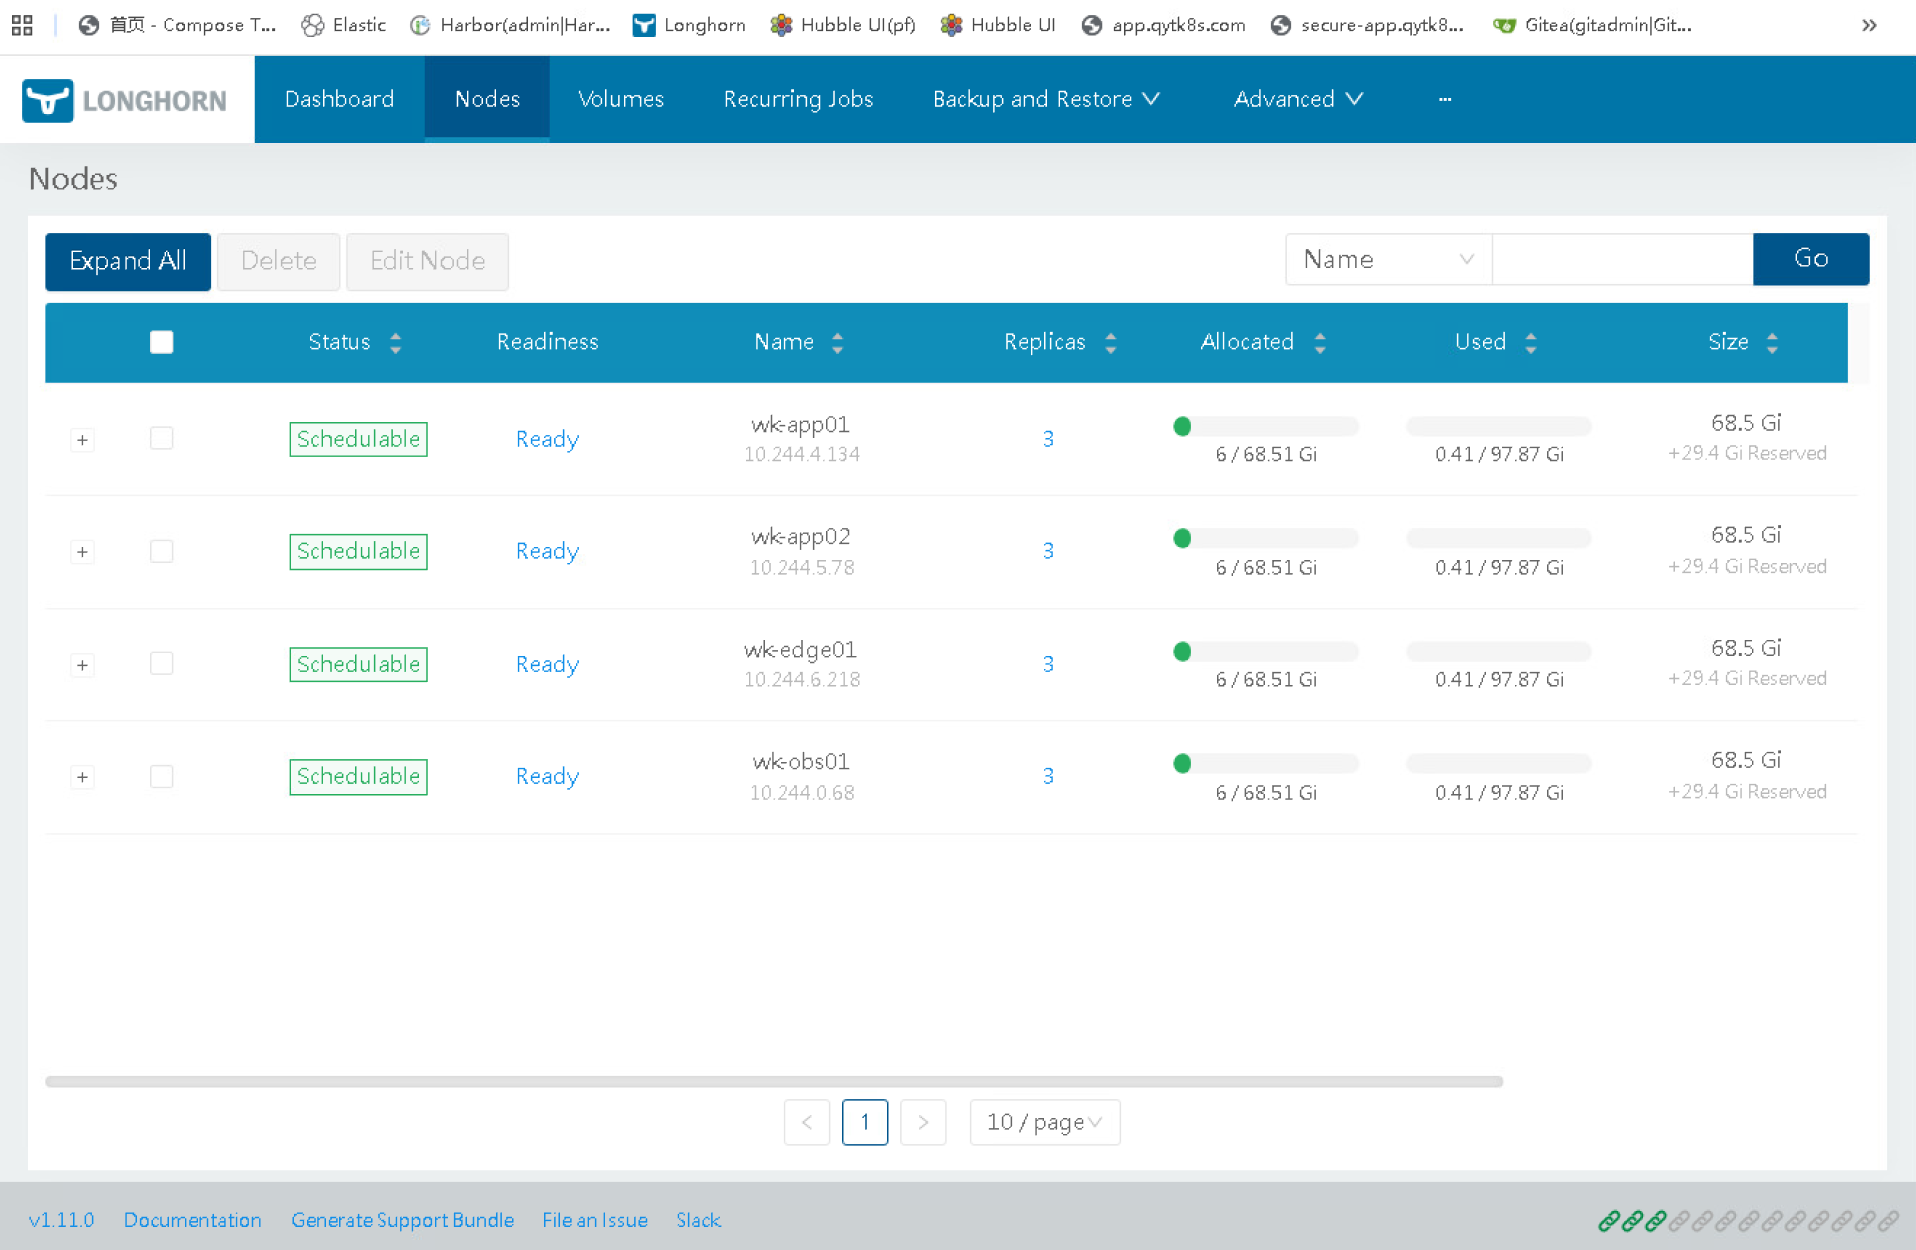 首页 - Compose T... Elastic Harbor(admin|Har... Longhorn Hubble UI(pf) Hubble UI app.qytk8s.com secure-app.qytk8... Gitea(gitadmin|Git... »
LONGHORN Dashboard Nodes Volumes Recurring Jobs Backup and Restore Advanced ...
Nodes
Expand All Delete Edit Node Name Go
Status Readiness Name Replicas Allocated Used Size
+ Schedulable Ready wk-app01 3 68.5 Gi
10.244.4.134 6 / 68.51 Gi 0.41 / 97.87 Gi +29.4 Gi Reserved
+ Schedulable Ready wk-app02 3 68.5 Gi
10.244.5.78 6 / 68.51 Gi 0.41 / 97.87 Gi +29.4 Gi Reserved
+ Schedulable Ready wk-edge01 3 68.5 Gi
10.244.6.218 6 / 68.51 Gi 0.41 / 97.87 Gi +29.4 Gi Reserved
+ Schedulable Ready wk-obs01 3 68.5 Gi
10.244.0.68 6 / 68.51 Gi 0.41 / 97.87 Gi +29.4 Gi Reserved
< 1 > 10 / page
v1.11.0 Documentation Generate Support Bundle File an Issue Slack